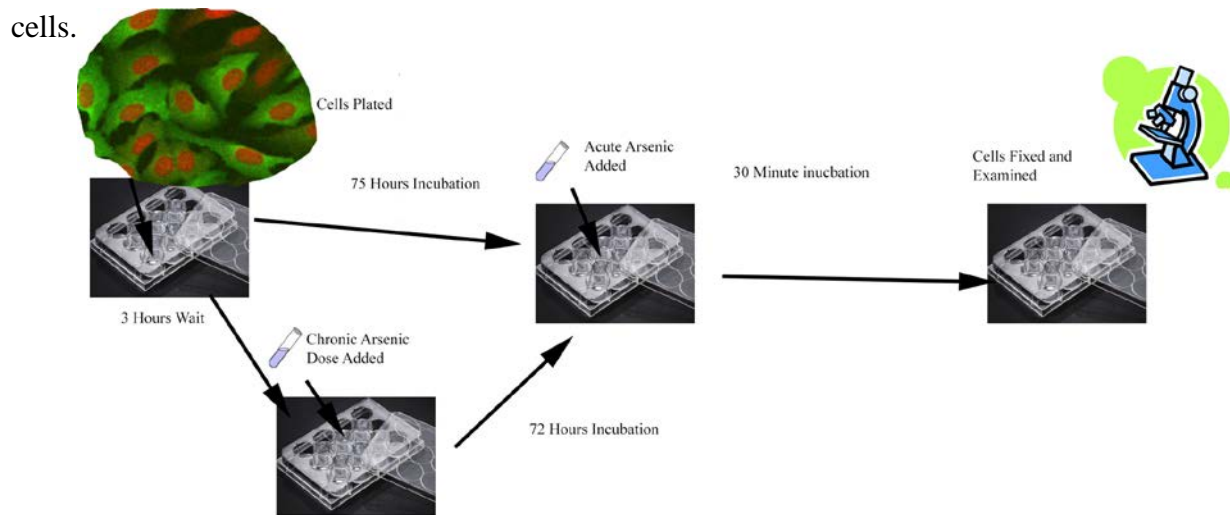 cells.
Cells Plated
75 Hours Incubation
Acute Arsenic
Added
30 Minute inucbation
Cells Fixed and
Examined
3 Hours Wait
Chronic Arsenic
Dose Added
72 Hours Incubation